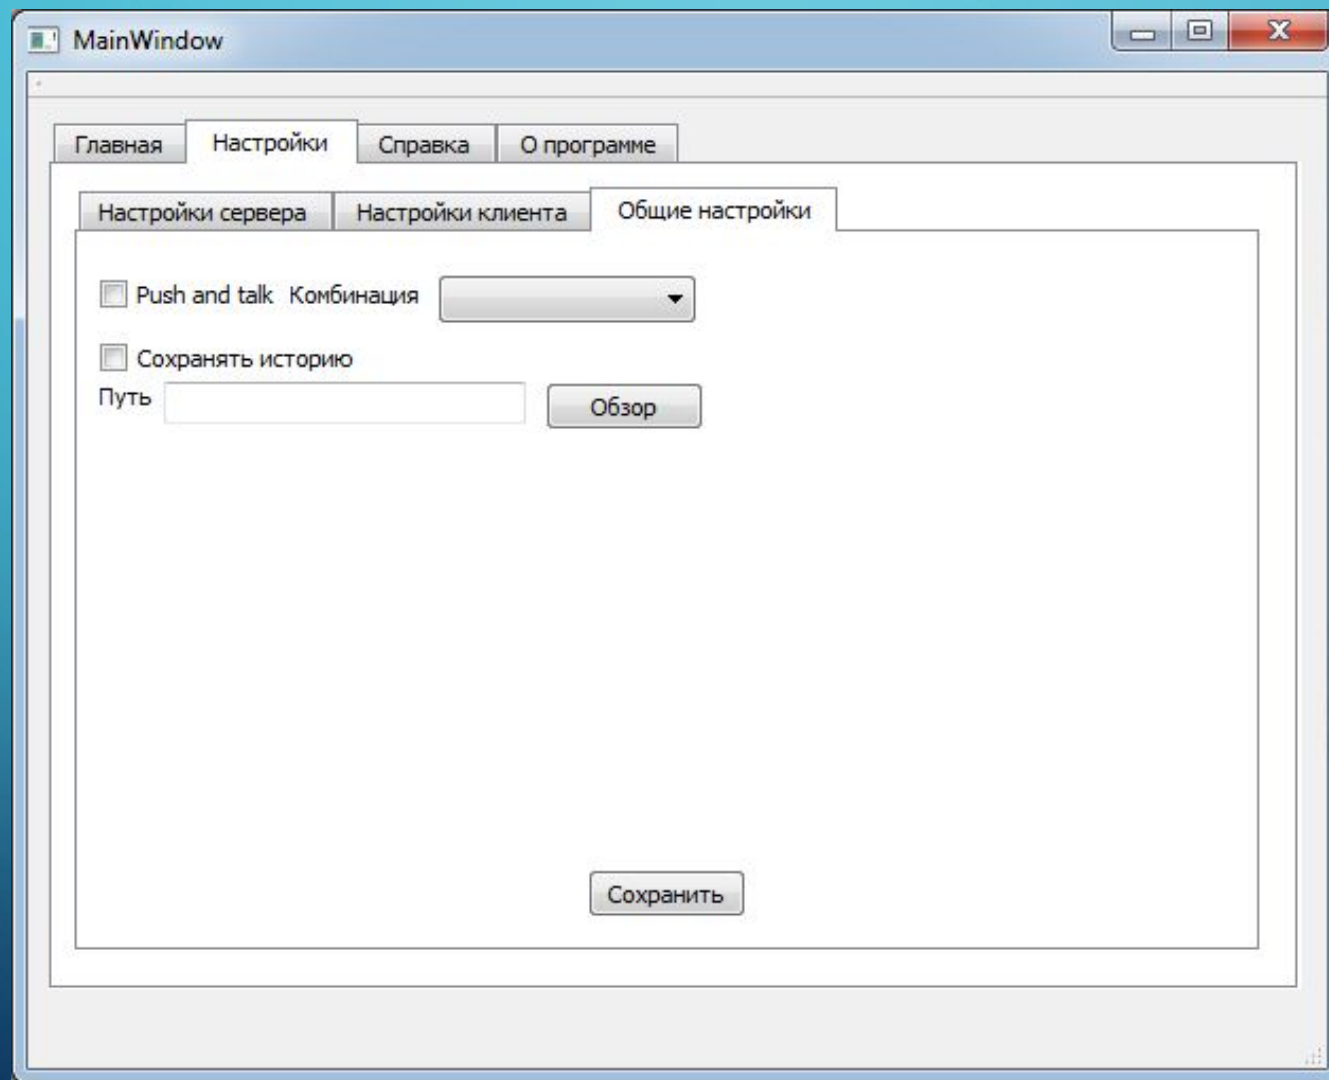 MainWindow
Главная Настройки Справка О программе
Настройки сервера Настройки клиента Общие настройки
Push and talk Комбинация
Сохранять историю
Путь Обзор
Сохранить